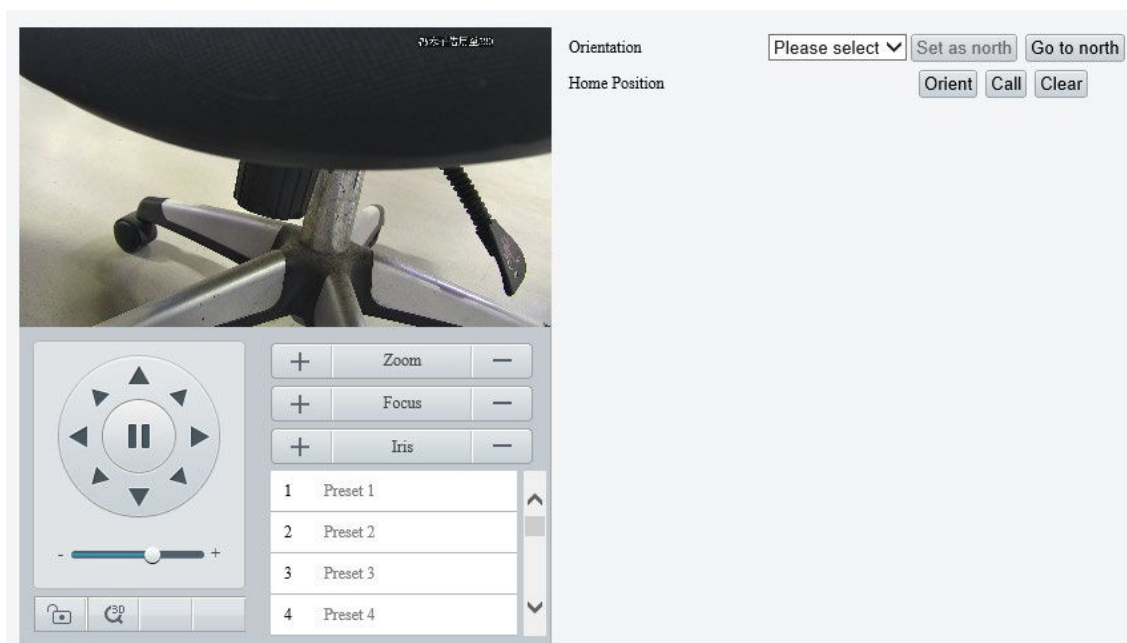 Orientation
Please select Set as north Go to north
Home Position
Orient Call Clear
+ Zoom −
+ Focus −
+ Iris −
1 Preset 1
2 Preset 2
3 Preset 3
4 Preset 4
- +
3D